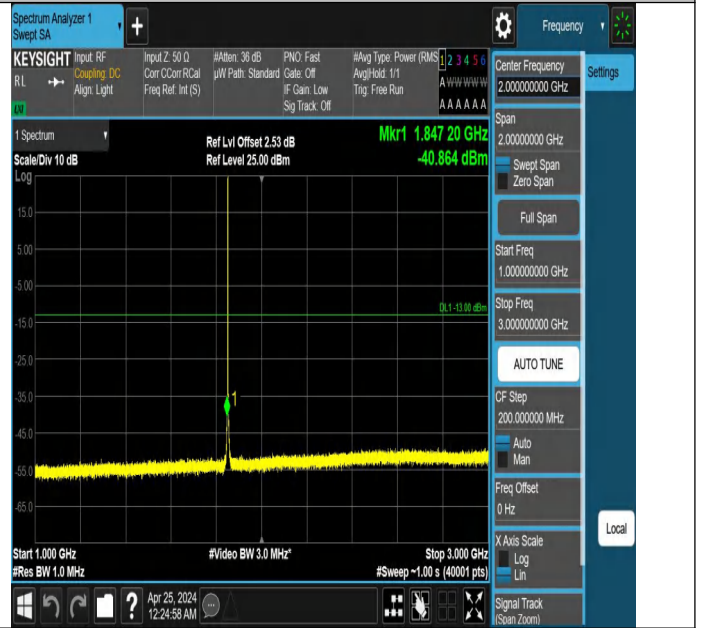 Spectrum Analyzer 1
Swept SA
+
Frequency
KEYSIGHT
RL
LXI
Input: RF
Coupling: DC
Align: Light
Input Z: 50 Ω
Corr CCorr RCal
Freq Ref: Int (S)
#Atten: 36 dB
µW Path: Standard
PNO: Fast
Gate: Off
IF Gain: Low
Sig Track: Off
#Avg Type: Power (RMS
Avg|Hold: 1/1
Trig: Free Run
1 2 3 4 5 6
A W W W W W
A A A A A A
1 Spectrum
Scale/Div 10 dB
Log
Ref Lvl Offset 2.53 dB
Ref Level 25.00 dBm
Mkr1 1.847 20 GHz
-40.864 dBm
15.0
5.00
-5.00
-15.0
-25.0
-35.0
-45.0
-55.0
-65.0
DL1 -13.00 dBm
1
Start 1.000 GHz
#Res BW 1.0 MHz
#Video BW 3.0 MHz*
Stop 3.000 GHz
#Sweep ~1.00 s (40001 pts)
Center Frequency
2.000000000 GHz
Settings
Span
2.00000000 GHz
Swept Span
Zero Span
Full Span
Start Freq
1.000000000 GHz
Stop Freq
3.000000000 GHz
AUTO TUNE
CF Step
200.000000 MHz
Auto
Man
Freq Offset
0 Hz
X Axis Scale
Log
Lin
Local
Signal Track
(Span Zoom)
?
Apr 25, 2024
12:24:58 AM